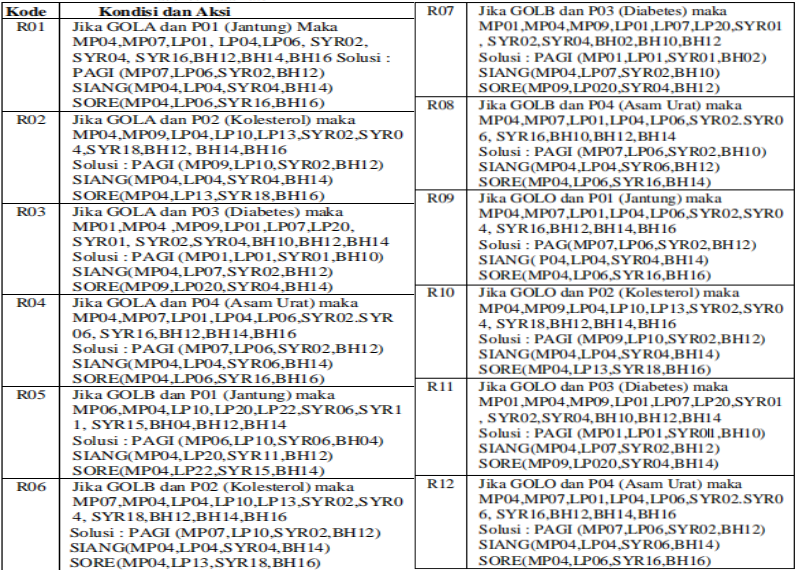 Kode Kondisi dan Aksi
R01 Jika GOLA dan P01 (Jantung) Maka
MP04,MP07,LP01, LP04,LP06, SYR02,
SYR04, SYR16,BH12,BH14,BH16 Solusi :
PAGI (MP07,LP06,SYR02,BH12)
SIANG(MP04,LP04,SYR04,BH14)
SORE(MP04,LP06,SYR16,BH16)
R02 Jika GOLA dan P02 (Kolesterol) maka
MP04,MP09,LP04,LP10,LP13,SYR02,SYR0
4,SYR18,BH12, BH14,BH16
Solusi : PAGI (MP09,LP10,SYR02,BH12)
SIANG(MP04,LP04,SYR04,BH14)
SORE(MP04,LP13,SYR18,BH16)
R03 Jika GOLA dan P03 (Diabetes) maka
MP01,MP04 ,MP09,LP01,LP07,LP20,
SYR01, SYR02,SYR04,BH10,BH12,BH14
Solusi : PAGI (MP01,LP01,SYR01,BH10)
SIANG(MP04,LP07,SYR02,BH12)
SORE(MP09,LP020,SYR04,BH14)
R04 Jika GOLA dan P04 (Asam Urat) maka
MP04,MP07,LP01,LP04,LP06,SYR02.SYR
06, SYR16,BH12,BH14,BH16
Solusi : PAGI (MP07,LP06,SYR02,BH12)
SIANG(MP04,LP04,SYR06,BH14)
SORE(MP04,LP06,SYR16,BH16)
R05 Jika GOLB dan P01 (Jantung) maka
MP06,MP04,LP10,LP20,LP22,SYR06,SYR1
1, SYR15,BH04,BH12,BH14
Solusi : PAGI (MP06,LP10,SYR06,BH04)
SIANG(MP04,LP20,SYR11,BH12)
SORE(MP04,LP22,SYR15,BH14)
R06 Jika GOLB dan P02 (Kolesterol) maka
MP07,MP04,LP04,LP10,LP13,SYR02,SYR0
4, SYR18,BH12,BH14,BH16
Solusi : PAGI (MP07,LP10,SYR02,BH12)
SIANG(MP04,LP04,SYR04,BH14)
SORE(MP04,LP13,SYR18,BH16)
R07 Jika GOLB dan P03 (Diabetes) maka
MP01,MP04,MP09,LP01,LP07,LP20,SYR01
, SYR02,SYR04,BH02,BH10,BH12
Solusi : PAGI (MP01,LP01,SYR01,BH02)
SIANG(MP04,LP07,SYR02,BH10)
SORE(MP09,LP020,SYR04,BH12)
R08 Jika GOLB dan P04 (Asam Urat) maka
MP04,MP07,LP01,LP04,LP06,SYR02.SYR0
6, SYR16,BH10,BH12,BH14
Solusi : PAGI (MP07,LP06,SYR02,BH10)
SIANG(MP04,LP04,SYR06,BH12)
SORE(MP04,LP06,SYR16,BH14)
R09 Jika GOLO dan P01 (Jantung) maka
MP04,MP07,LP01,LP04,LP06,SYR02,SYR0
4, SYR16,BH12,BH14,BH16
Solusi : PAG(MP07,LP06,SYR02,BH12)
SIANG( P04,LP04,SYR04,BH14)
SORE(MP04,LP06,SYR16,BH16)
R10 Jika GOLO dan P02 (Kolesterol) maka
MP04,MP09,LP04,LP10,LP13,SYR02,SYR0
4, SYR18,BH12,BH14,BH16
Solusi : PAGI (MP09,LP10,SYR02,BH12)
SIANG(MP04,LP04,SYR04,BH14)
SORE(MP04,LP13,SYR18,BH16)
R11 Jika GOLO dan P03 (Diabetes) maka
MP01,MP04,MP09,LP01,LP07,LP20,SYR01
, SYR02,SYR04,BH10,BH12,BH14
Solusi : PAGI (MP01,LP01,SYR01,BH10)
SIANG(MP04,LP07,SYR02,BH12)
SORE(MP09,LP020,SYR04,BH14)
R12 Jika GOLO dan P04 (Asam Urat) maka
MP04,MP07,LP01,LP04,LP06,SYR02.SYR0
6, SYR16,BH12,BH14,BH16
Solusi : PAGI (MP07,LP06,SYR02,BH12)
SIANG(MP04,LP04,SYR06,BH14)
SORE(MP04,LP06,SYR16,BH16)